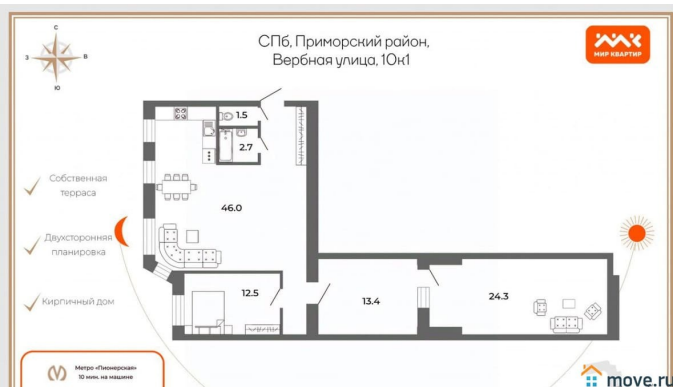 СПб, Приморский район,
Вербная улица, 10к1
МИР КВАРТИР
С
З
В
Ю
1.5
2.7
46.0
12.5
13.4
24.3
Собственная
терраса
Двухсторонняя
планировка
Кирпичный дом
Метро «Пионерская»
10 мин. на машине
move.ru